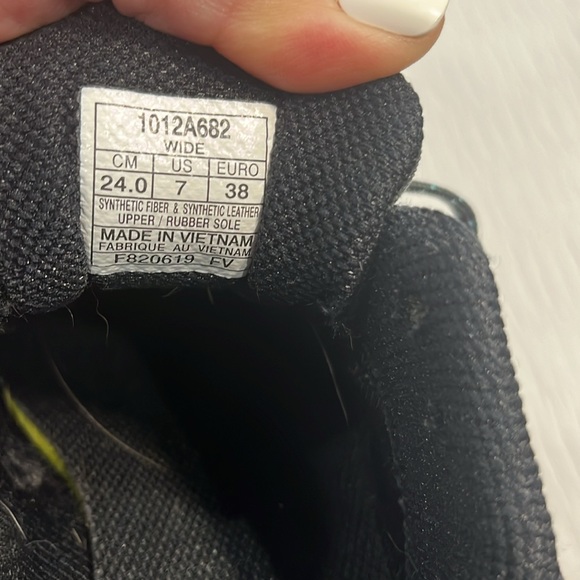 1012A682
WIDE
CM US EURO
24.0 7 38
SYNTHETIC FIBER & SYNTHETIC LEATHER
UPPER / RUBBER SOLE
MADE IN VIETNAM
FABRIQUE AU VIETNAM
F820619 FV